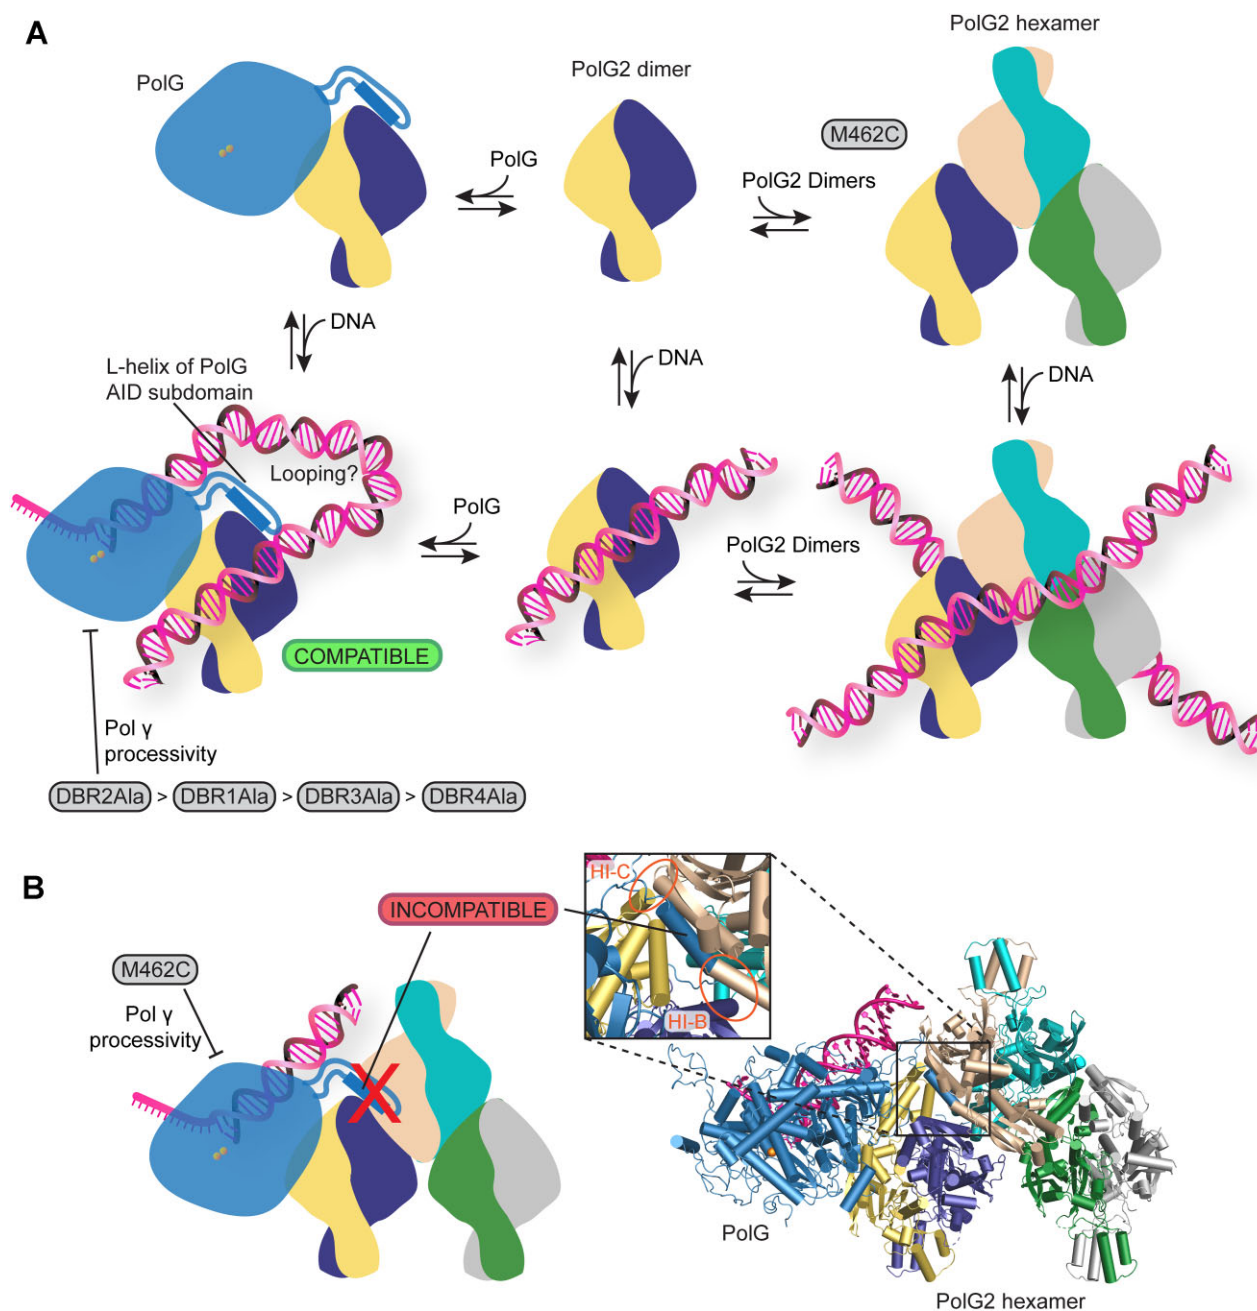 A
PolG
PolG2 dimer
PolG2 hexamer
M462C
PolG
PolG2 Dimers
DNA
DNA
DNA
L-helix of PolG
AID subdomain
Looping?
PolG
PolG2 Dimers
COMPATIBLE
Pol γ
processivity
DBR2Ala > DBR1Ala > DBR3Ala > DBR4Ala
B
INCOMPATIBLE
HI-C
HI-B
M462C
Pol γ
processivity
PolG
PolG2 hexamer